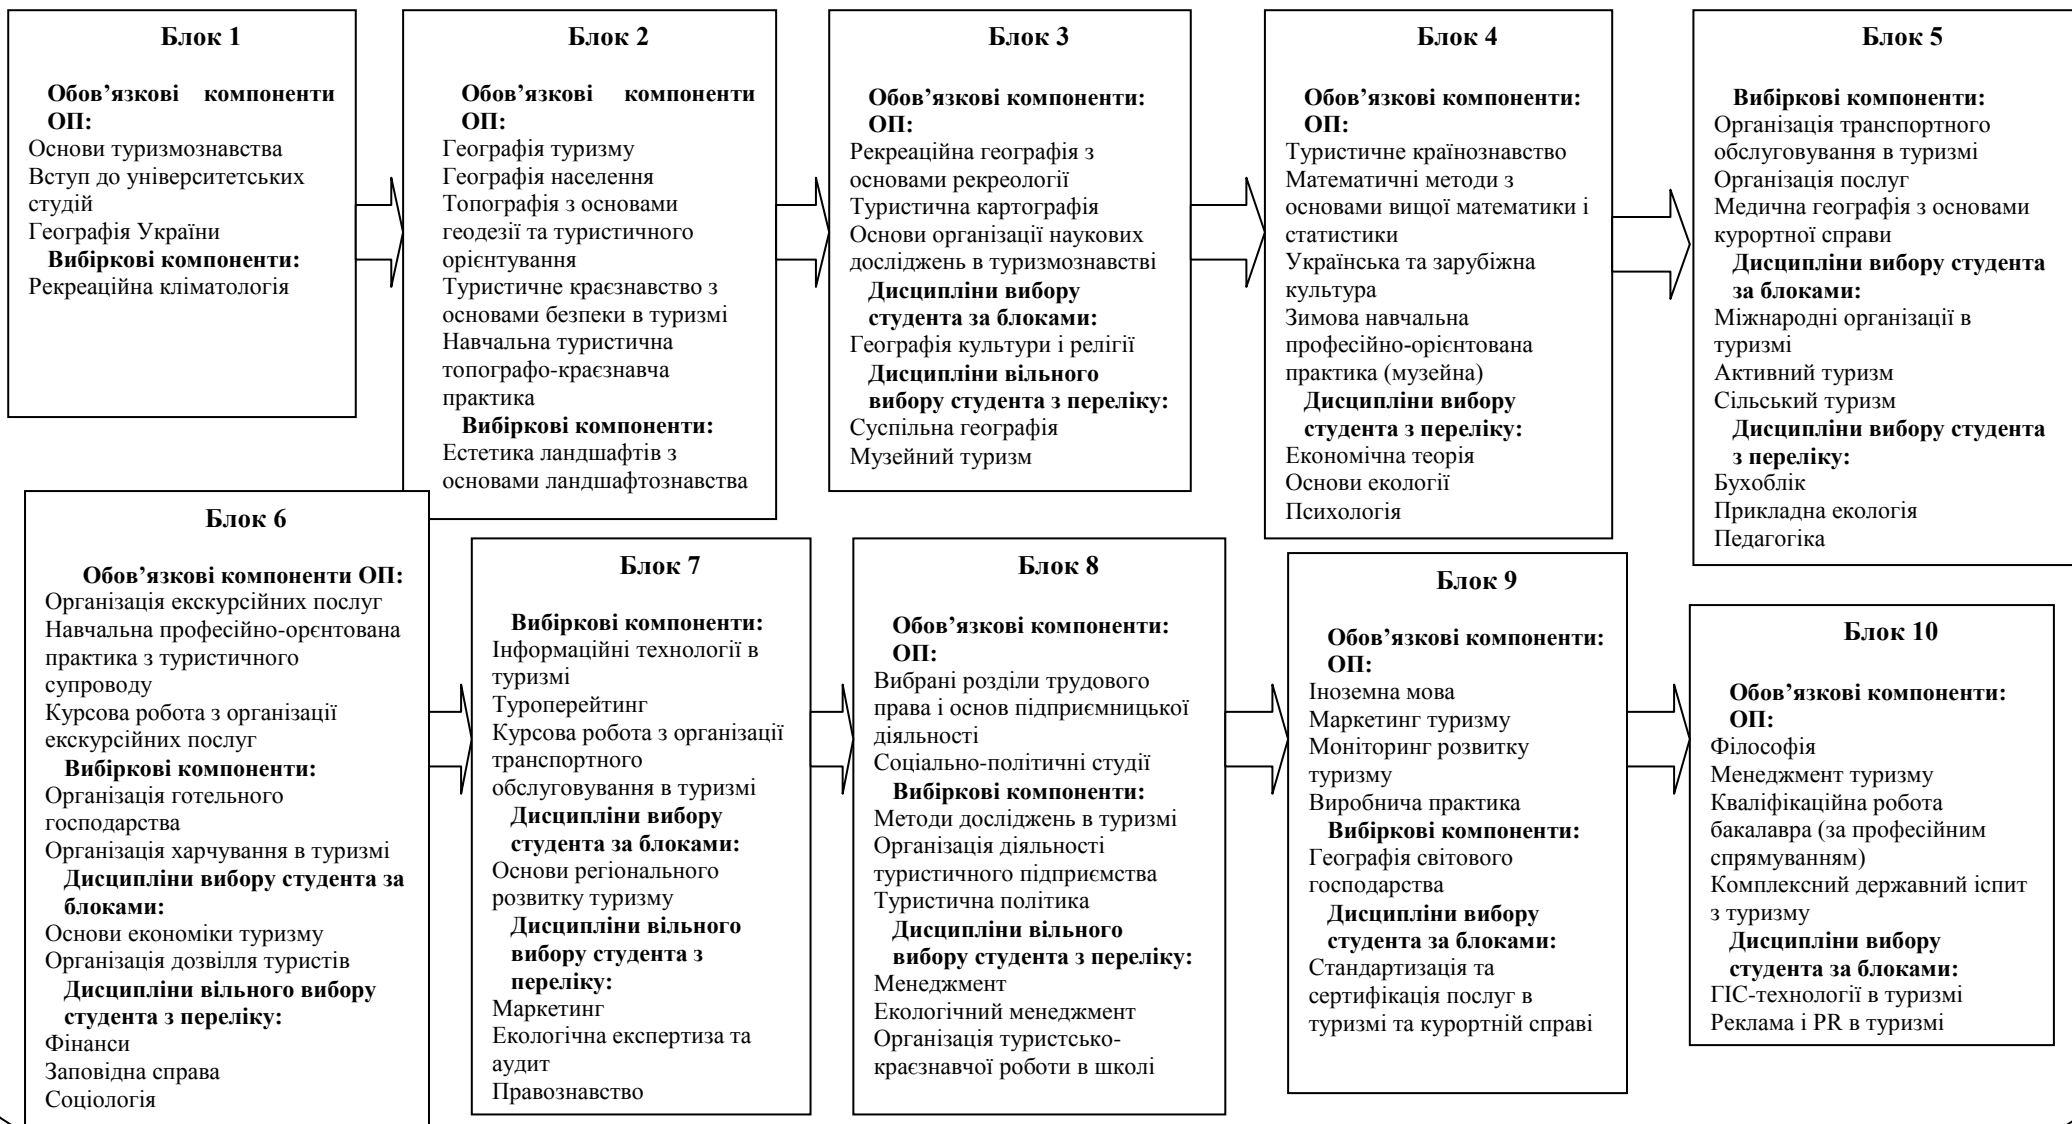 Блок 1
Обов’язкові компоненти
ОП:
Основи туризмознавства
Вступ до університетських
студій
Географія України
Вибіркові компоненти:
Рекреаційна кліматологія
Блок 2
Обов’язкові компоненти
ОП:
Географія туризму
Географія населення
Топографія з основами
геодезії та туристичного
орієнтування
Туристичне краєзнавство з
основами безпеки в туризмі
Навчальна туристична
топографо-краєзнавча
практика
Вибіркові компоненти:
Естетика ландшафтів з
основами ландшафтознавства
Блок 3
Обов’язкові компоненти:
ОП:
Рекреаційна географія з
основами рекреології
Туристична картографія
Основи організації наукових
досліджень в туризмознавстві
Дисципліни вибору
студента за блоками:
Географія культури і релігії
Дисципліни вільного
вибору студента з переліку:
Суспільна географія
Музейний туризм
Блок 4
Обов’язкові компоненти:
ОП:
Туристичне країнознавство
Математичні методи з
основами вищої математики і
статистики
Українська та зарубіжна
культура
Зимова навчальна
професійно-орієнтована
практика (музейна)
Дисципліни вибору
студента з переліку:
Економічна теорія
Основи екології
Психологія
Блок 5
Вибіркові компоненти:
Організація транспортного
обслуговування в туризмі
Організація послуг
Медична географія з основами
курортної справи
Дисципліни вибору студента
за блоками:
Міжнародні організації в
туризмі
Активний туризм
Сільський туризм
Дисципліни вибору студента
з переліку:
Бухоблік
Прикладна екологія
Педагогіка
Блок 6
Обов’язкові компоненти ОП:
Організація екскурсійних послуг
Навчальна професійно-орєнтована
практика з туристичного
супроводу
Курсова робота з організації
екскурсійних послуг
Вибіркові компоненти:
Організація готельного
господарства
Організація харчування в туризмі
Дисципліни вибору студента за
блоками:
Основи економіки туризму
Організація дозвілля туристів
Дисципліни вільного вибору
студента з переліку:
Фінанси
Заповідна справа
Соціологія
Блок 7
Вибіркові компоненти:
Інформаційні технології в
туризмі
Туроперейтинг
Курсова робота з організації
транспортного
обслуговування в туризмі
Дисципліни вибору
студента за блоками:
Основи регіонального
розвитку туризму
Дисципліни вільного
вибору студента з
переліку:
Маркетинг
Екологічна експертиза та
аудит
Правознавство
Блок 8
Обов’язкові компоненти:
ОП:
Вибрані розділи трудового
права і основ підприємницької
діяльності
Соціально-політичні студії
Вибіркові компоненти:
Методи досліджень в туризмі
Організація діяльності
туристичного підприємства
Туристична політика
Дисципліни вільного
вибору студента з переліку:
Менеджмент
Екологічний менеджмент
Організація туристсько-
краєзнавчої роботи в школі
Блок 9
Обов’язкові компоненти:
ОП:
Іноземна мова
Маркетинг туризму
Моніторинг розвитку
туризму
Виробнича практика
Вибіркові компоненти:
Географія світового
господарства
Дисципліни вибору
студента за блоками:
Стандартизація та
сертифікація послуг в
туризмі та курортній справі
Блок 10
Обов’язкові компоненти:
ОП:
Філософія
Менеджмент туризму
Кваліфікаційна робота
бакалавра (за професійним
спрямуванням)
Комплексний державний іспит
з туризму
Дисципліни вибору
студента за блоками:
ГІС-технології в туризмі
Реклама і PR в туризмі